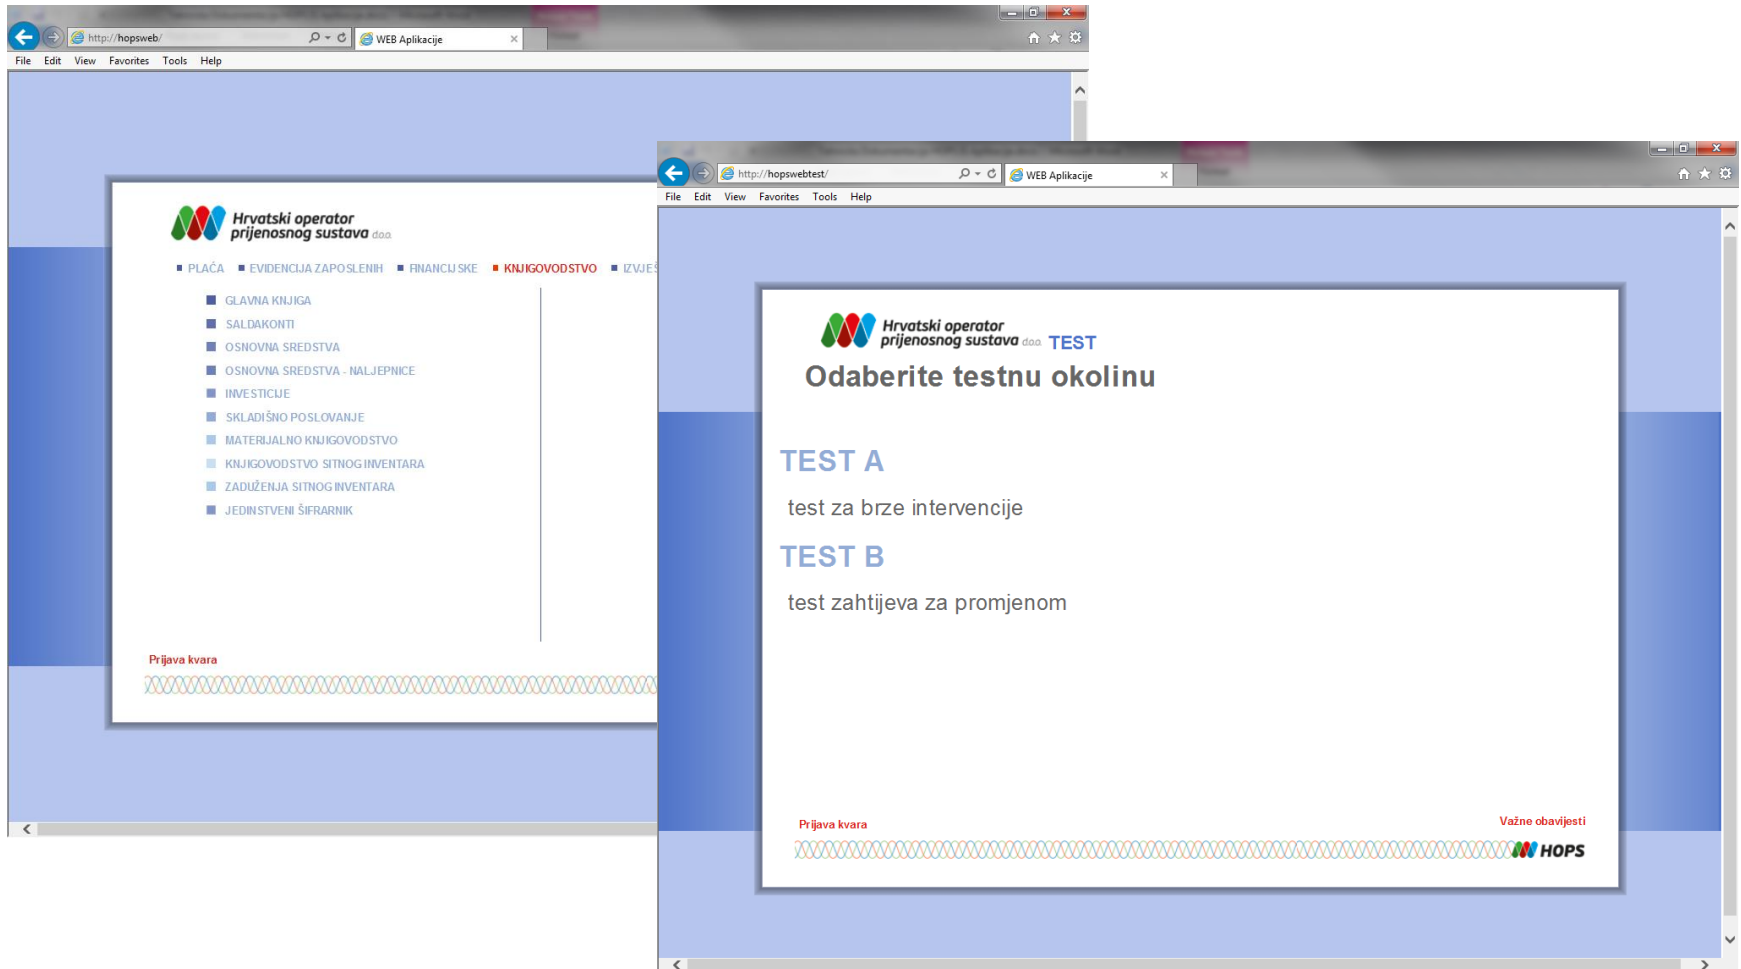 http://hopsweb/
WEB Aplikacije
File Edit View Favorites Tools Help
Hrvatski operator
prijenosnog sustava d.o.o.
PLAĆA EVIDENCIJA ZAPOSLENIH FINANCIJSKE KNJIGOVODSTVO
GLAVNA KNJIGA
SALDAKONTI
OSNOVNA SREDSTVA
OSNOVNA SREDSTVA - NALJEPNICE
INVESTICIJE
SKLADIŠNO POSLOVANJE
MATERIJALNO KNJIGOVODSTVO
KNJIGOVODSTVO SITNOG INVENTARA
ZADUŽENJA SITNOG INVENTARA
JEDINSTVENI ŠIFRARNIK
Prijava kvara
http://hopswebtest/
WEB Aplikacije
File Edit View Favorites Tools Help
Hrvatski operator
prijenosnog sustava d.o.o. TEST
Odaberite testnu okolinu
TEST A
test za brze intervencije
TEST B
test zahtijeva za promjenom
Prijava kvara
Važne obavijesti
HOPS